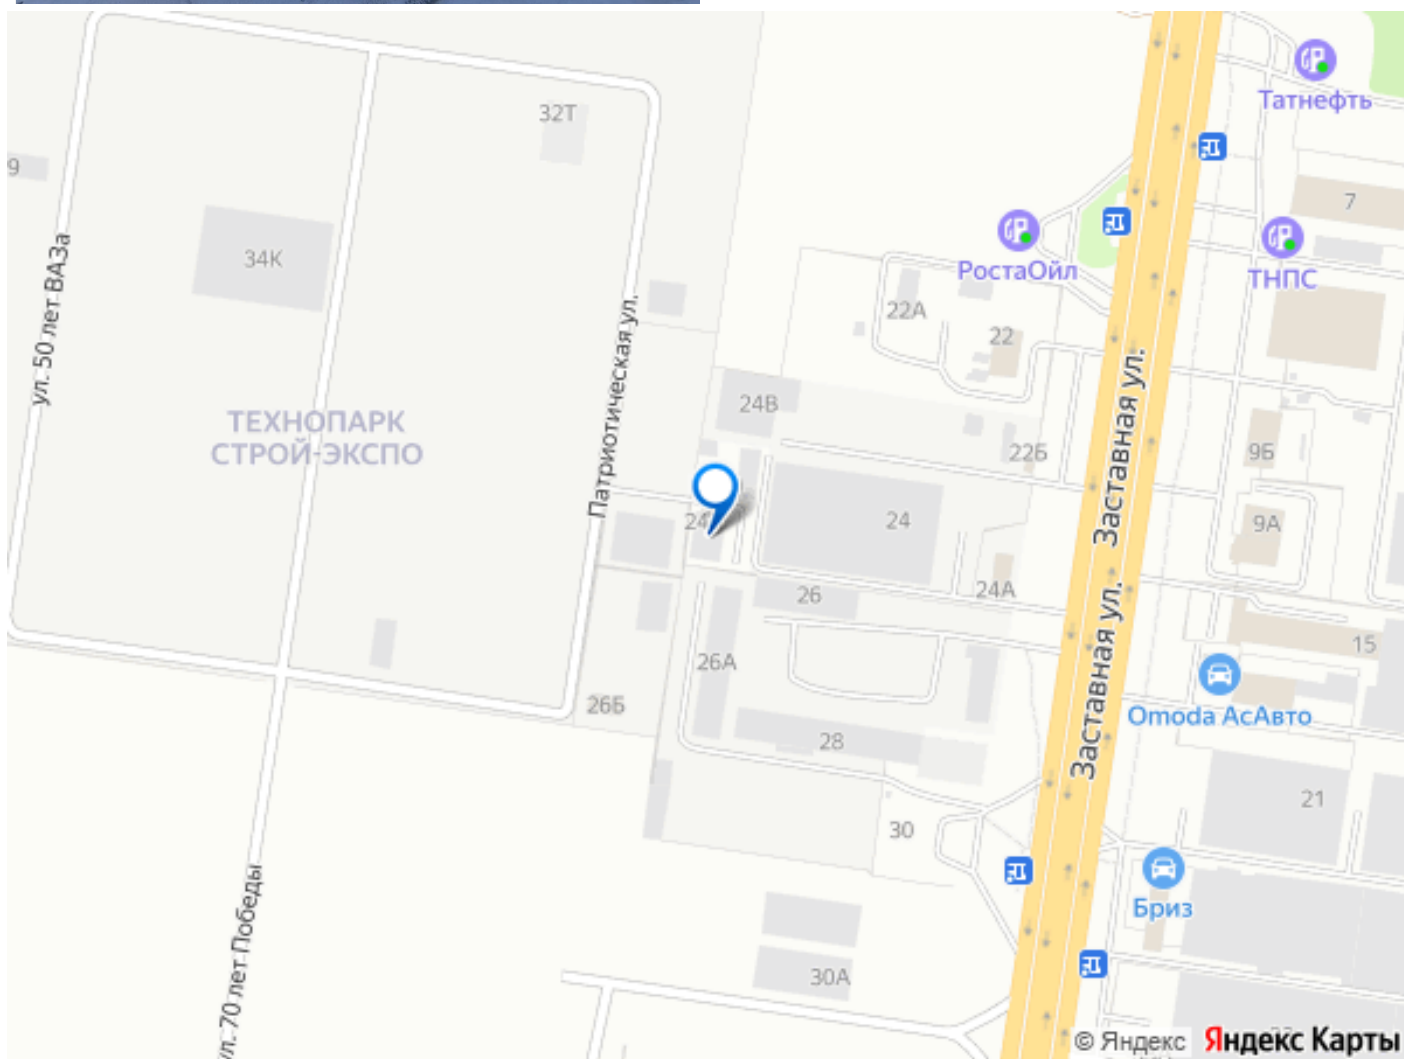 Татнефть
32Т
9
7
34К
РостаОйл
ТНПС
ул. 50 лет ВАЗа
Патриотическая ул.
22А
22
Заставная ул.
24В
ТЕХНОПАРК
СТРОЙ-ЭКСПО
22Б
9Б
24
24
9А
26
24А
Заставная ул.
15
26А
26Б
Omoda АсАвто
28
21
30
Бриз
ул. 70 лет Победы
30А
© Яндекс Яндекс Карты